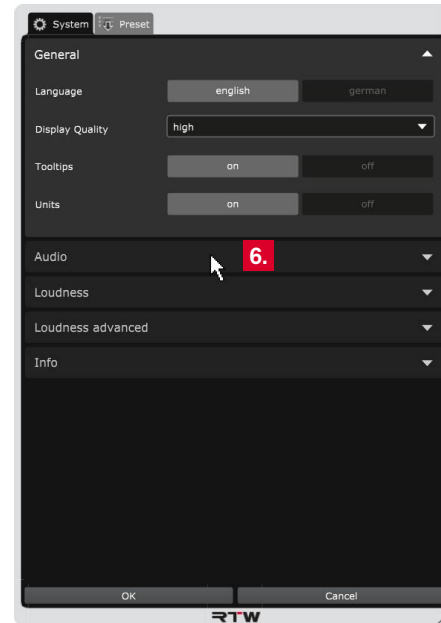 System Preset
General
Language english german
Display Quality high
Tooltips on off
Units on off
Audio 6.
Loudness
Loudness advanced
Info
OK Cancel
RTW